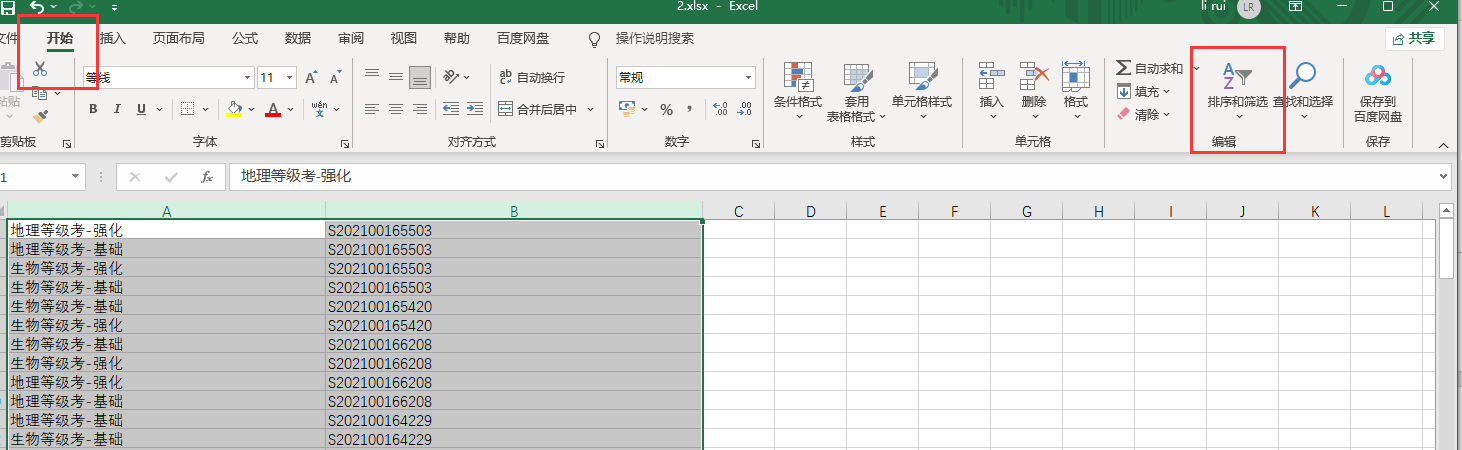 2.xlsx - Excel
li rui
LR
开始 插入 页面布局 公式 数据 审阅 视图 帮助 百度网盘 操作说明搜索 共享
等线 11 自动换行 常规 条件格式 套用表格格式 单元格样式 插入 删除 格式 自动求和 排序和筛选 查找和选择 保存到百度网盘
B I U A wén 合并后居中 % 填充
清除
剪贴板 字体 对齐方式 数字 样式 单元格 编辑 保存
1 fx 地理等级考-强化
A B C D E F G H I J K L
地理等级考-强化 S202100165503
地理等级考-基础 S202100165503
生物等级考-强化 S202100165503
生物等级考-基础 S202100165503
生物等级考-基础 S202100165420
生物等级考-强化 S202100165420
生物等级考-基础 S202100166208
生物等级考-强化 S202100166208
地理等级考-强化 S202100166208
地理等级考-基础 S202100166208
地理等级考-基础 S202100164229
生物等级考-基础 S202100164229